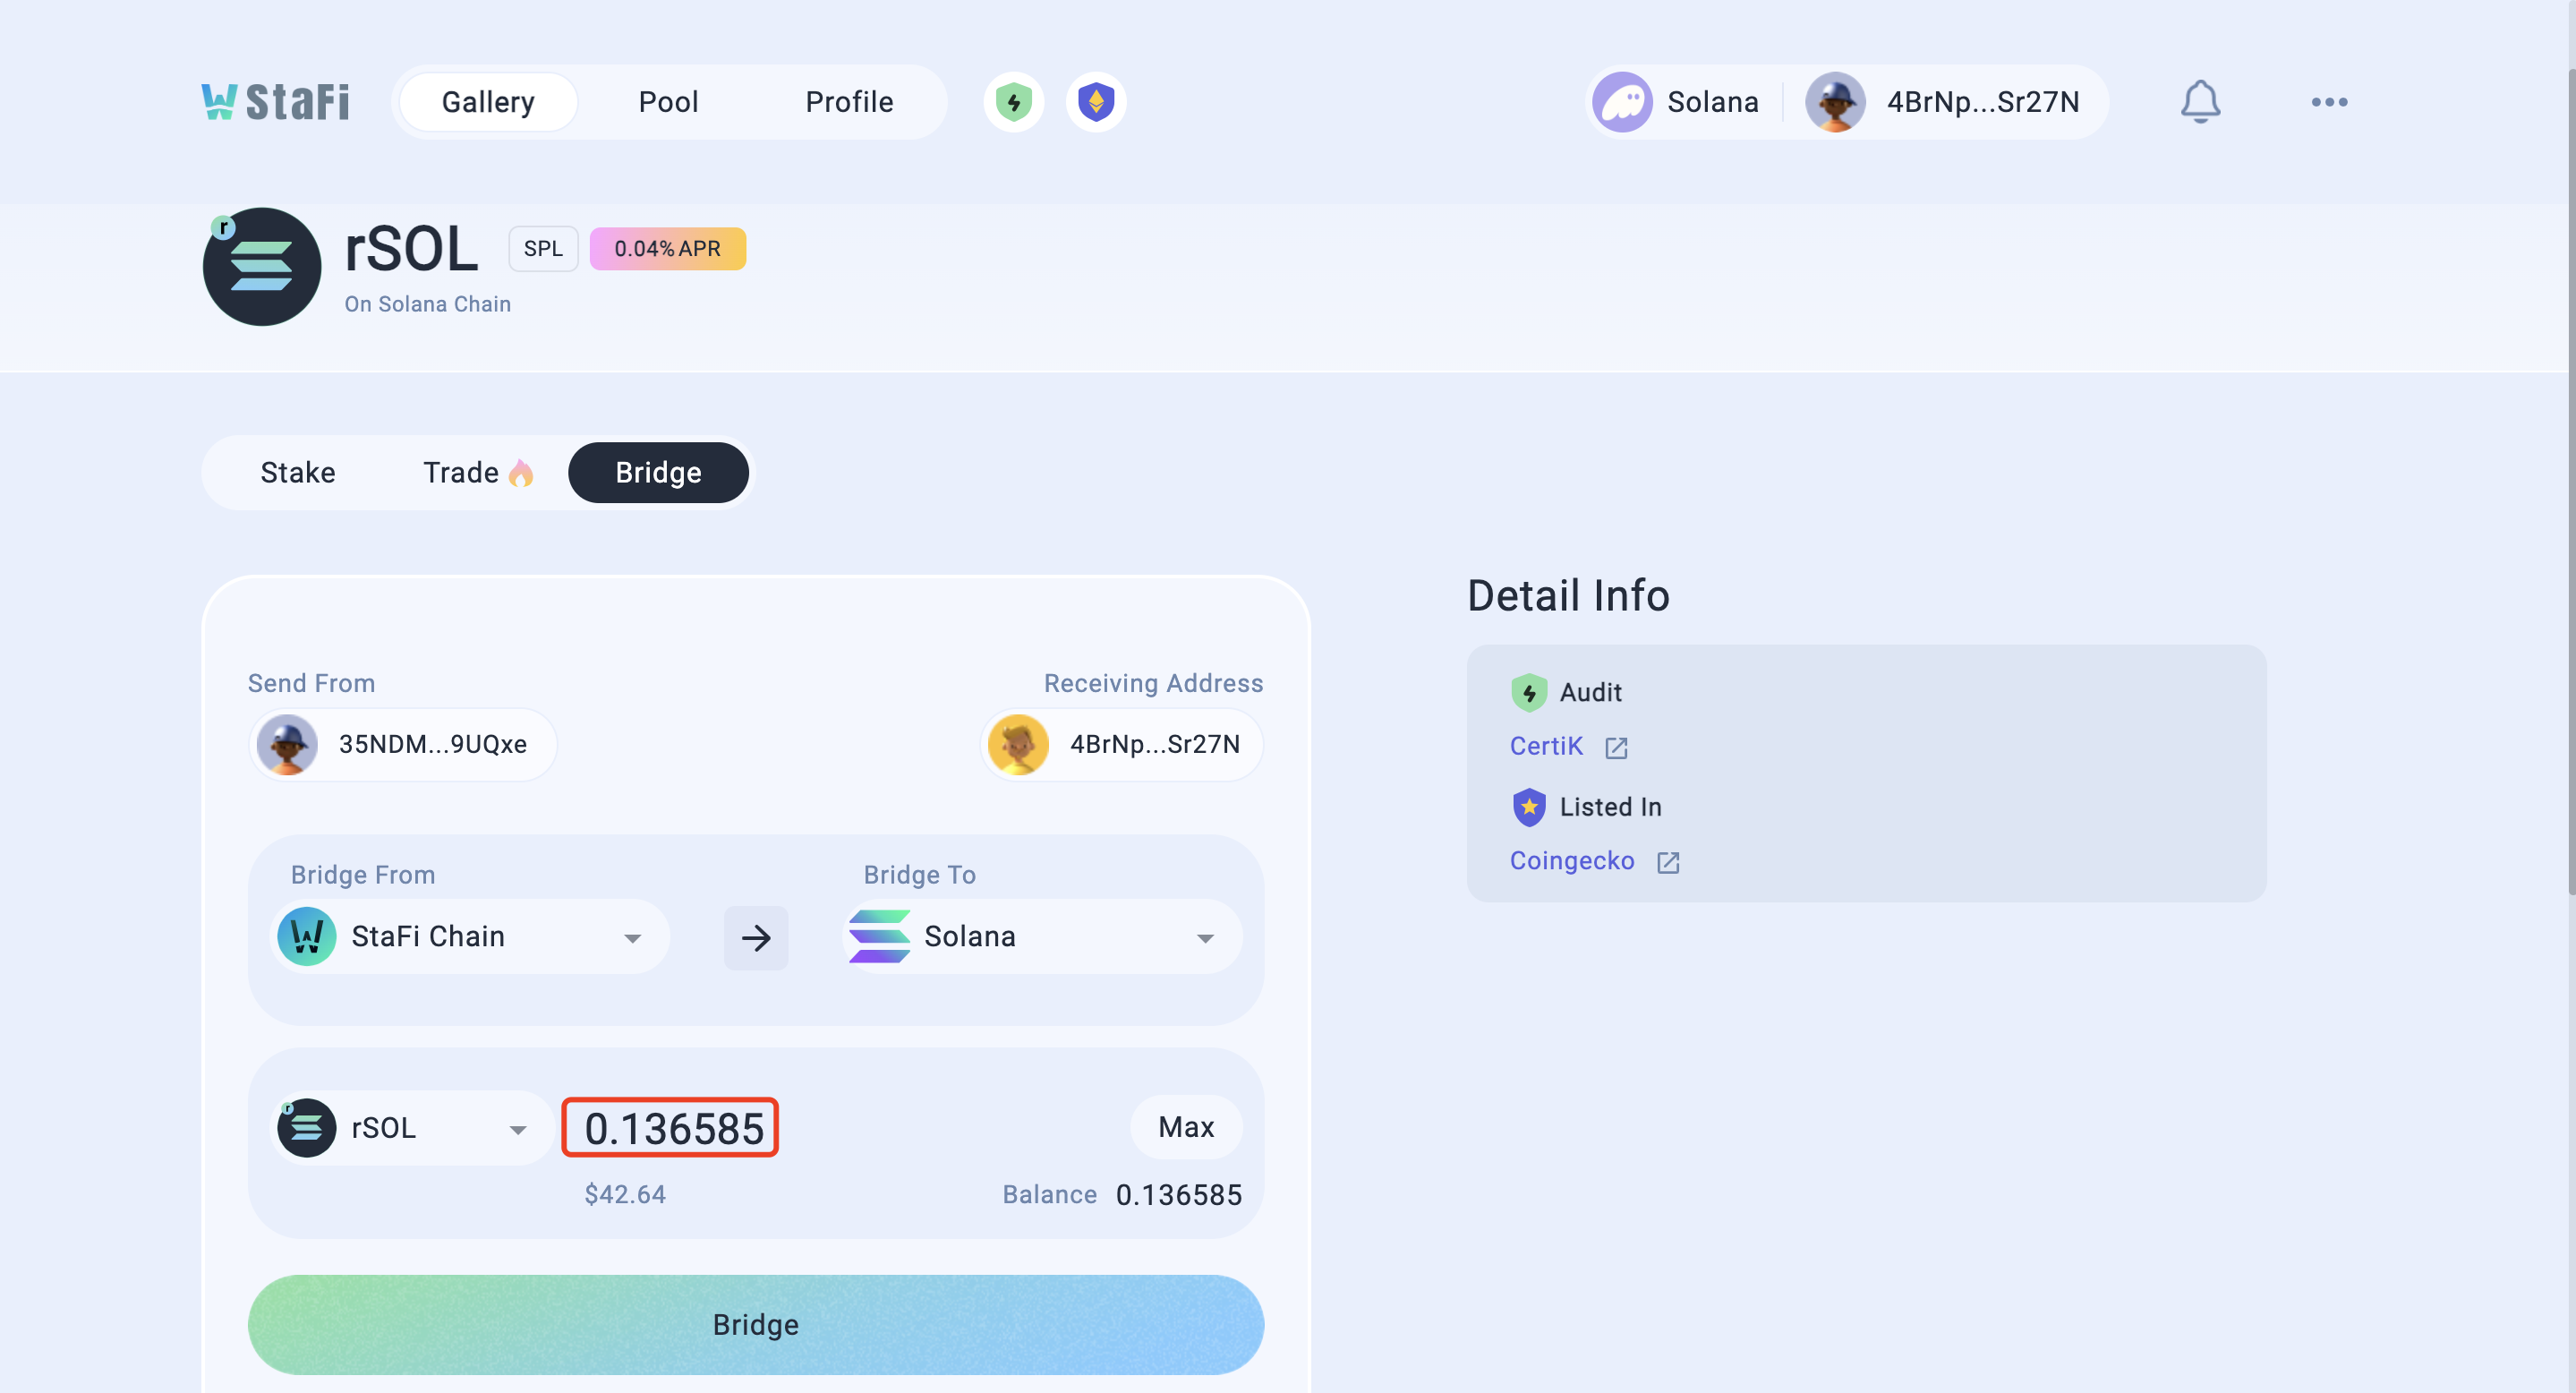 StaFi
Gallery
Pool
Profile
Solana
4BrNp...Sr27N
r
rSOL
SPL
0.04% APR
On Solana Chain
Stake
Trade
Bridge
Detail Info
Send From
Receiving Address
35NDM...9UQxe
4BrNp...Sr27N
Audit
CertiK
Listed In
Coingecko
Bridge From
Bridge To
StaFi Chain
Solana
r
rSOL
0.136585
Max
$42.64
Balance 0.136585
Bridge